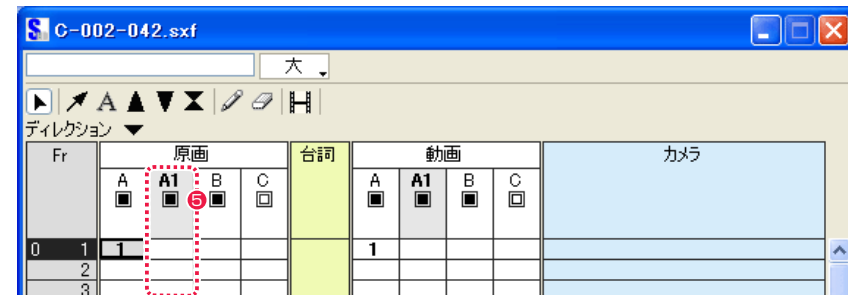 C-002-042.sxf
大
A
ディレクション
Fr 原画 台詞 動画 カメラ
A A1 B C A A1 B C
5
0 1 1 1
2
3